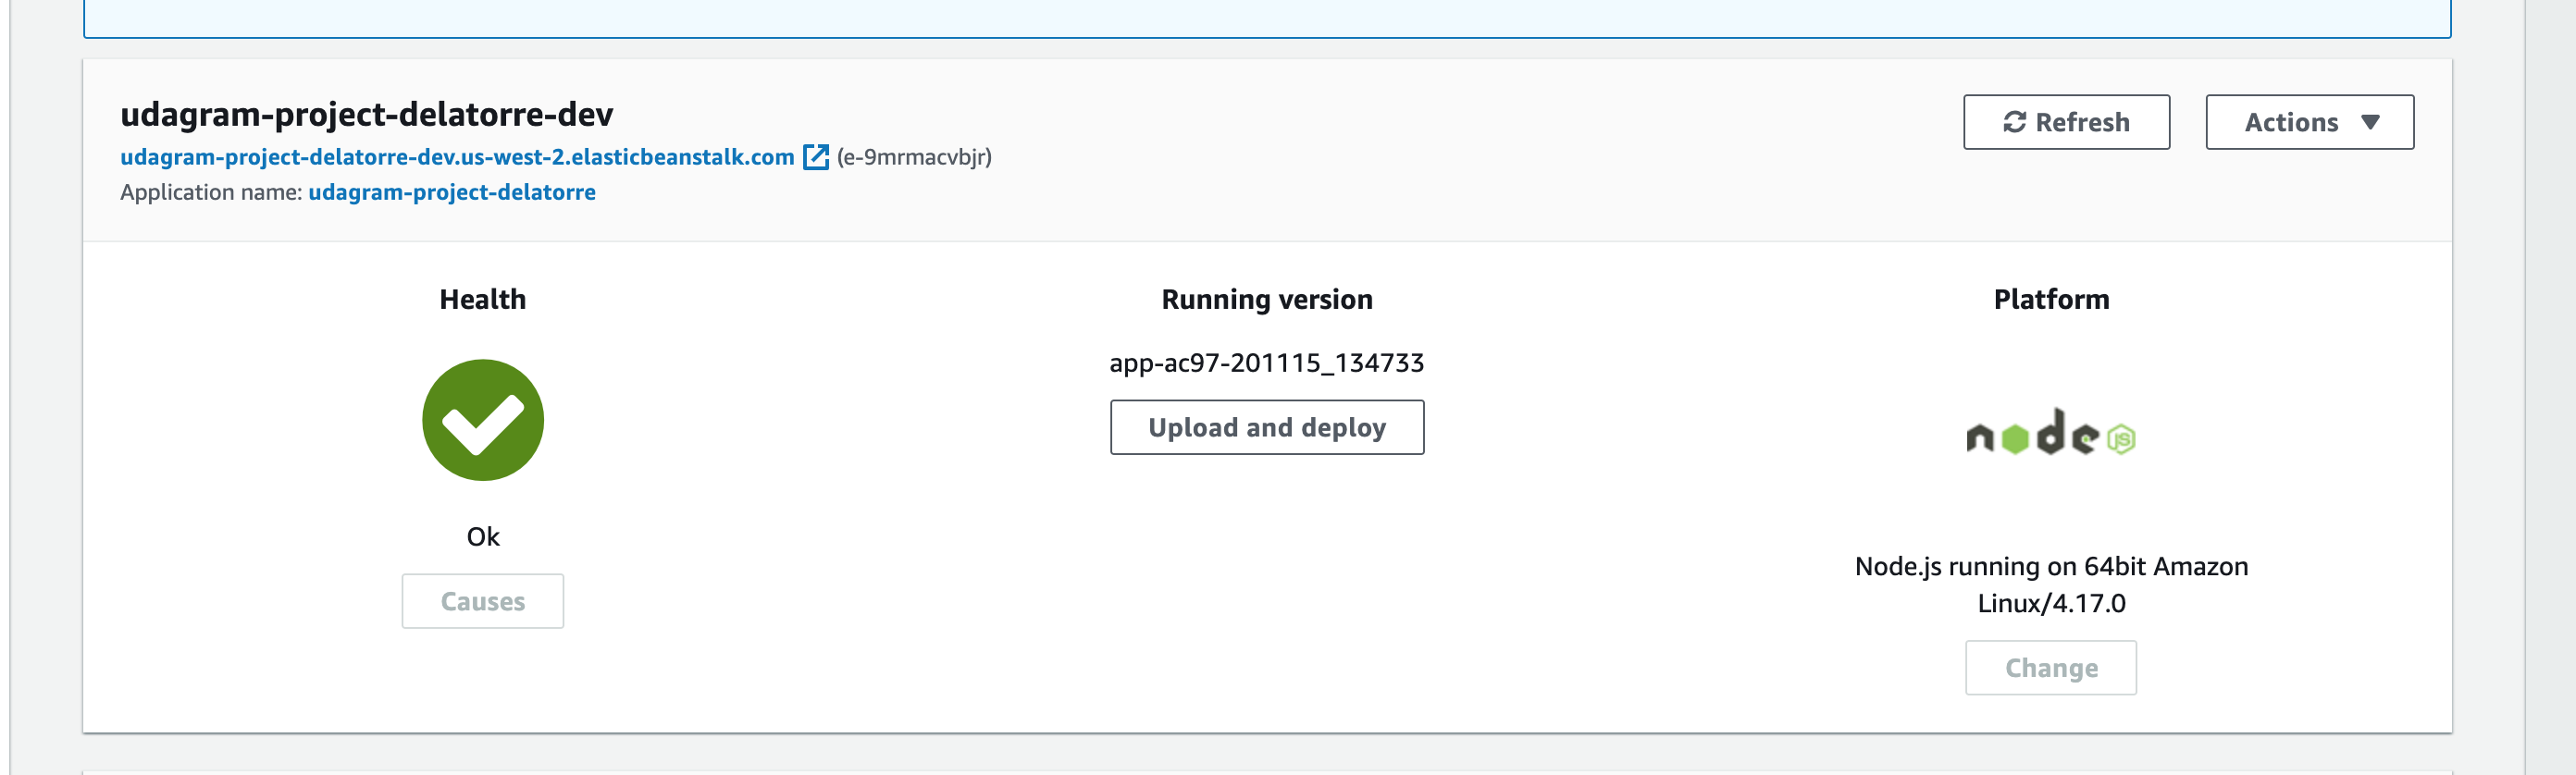 udagram-project-delatorre-dev
udagram-project-delatorre-dev.us-west-2.elasticbeanstalk.com (e-9mrmacvbjr)
Application name: udagram-project-delatorre
Refresh
Actions
Health
Ok
Causes
Running version
app-ac97-201115_134733
Upload and deploy
Platform
node JS
Node.js running on 64bit Amazon
Linux/4.17.0
Change